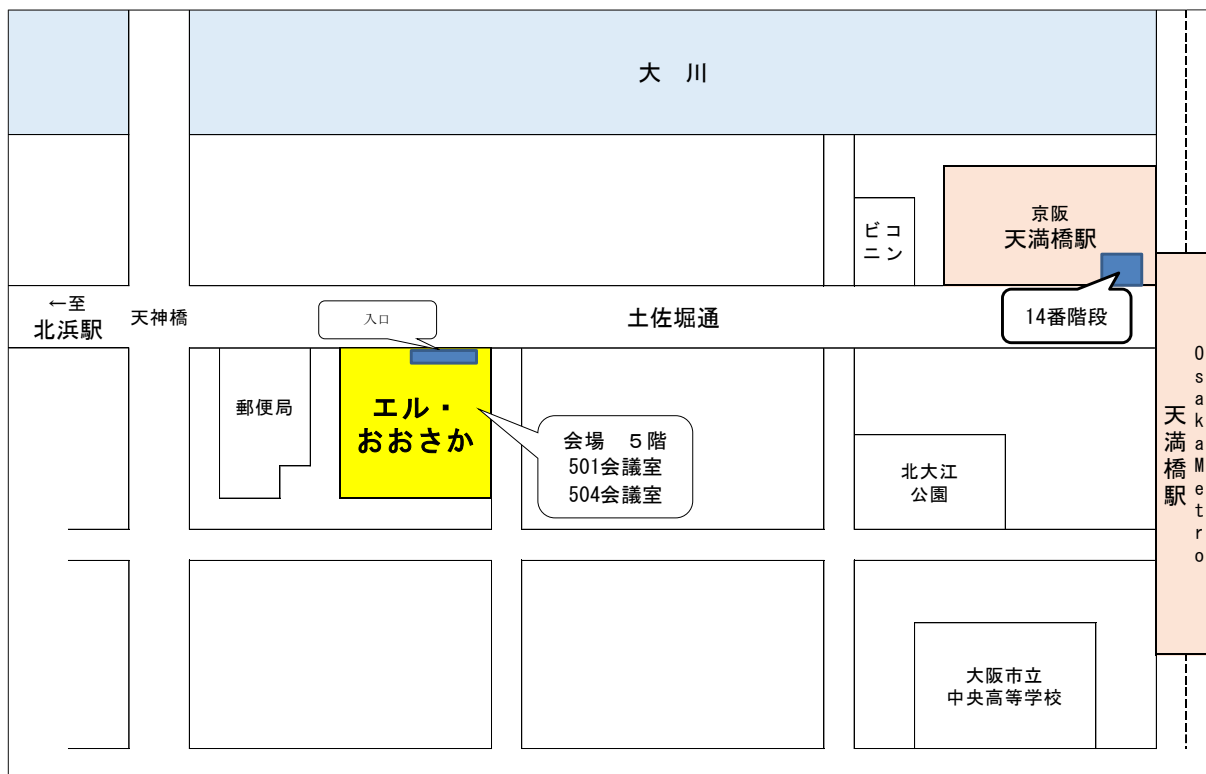 大　川
京阪
天満橋駅
コンビニ
14番階段
←至
北浜駅
天神橋
入口
土佐堀通
郵便局
エル・
おおさか
会場　５階
501会議室
504会議室
北大江
公園
OsakaMetro
天満橋駅
大阪市立
中央高等学校